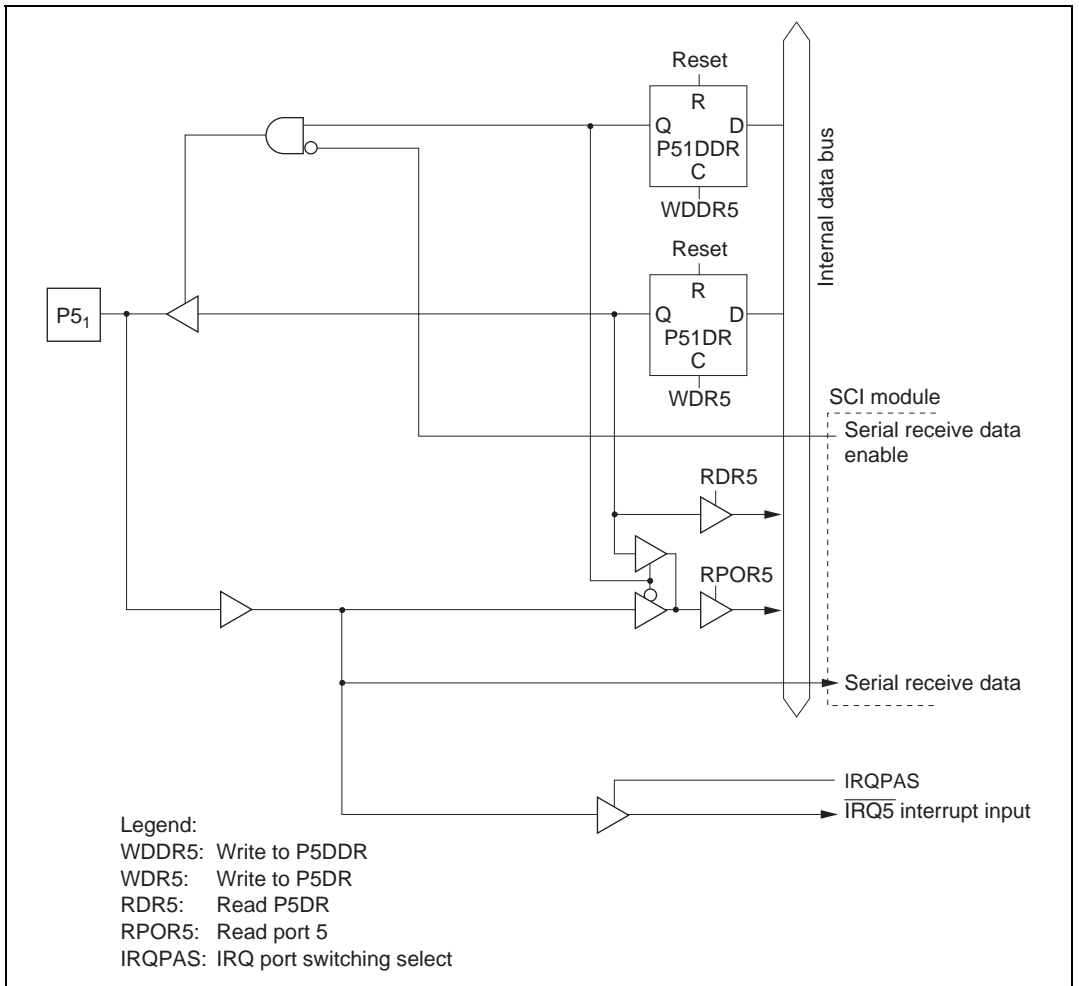 Reset
R
Q D
P51DDR
C
WDDR5
Internal data bus
Reset
R
Q D
P51DR
C
WDR5
P5₁
SCI module
Serial receive data
enable
RDR5
RPOR5
Serial receive data
IRQPAS
I̅R̅Q̅5̅ interrupt input
Legend:
WDDR5: Write to P5DDR
WDR5: Write to P5DR
RDR5: Read P5DR
RPOR5: Read port 5
IRQPAS: IRQ port switching select